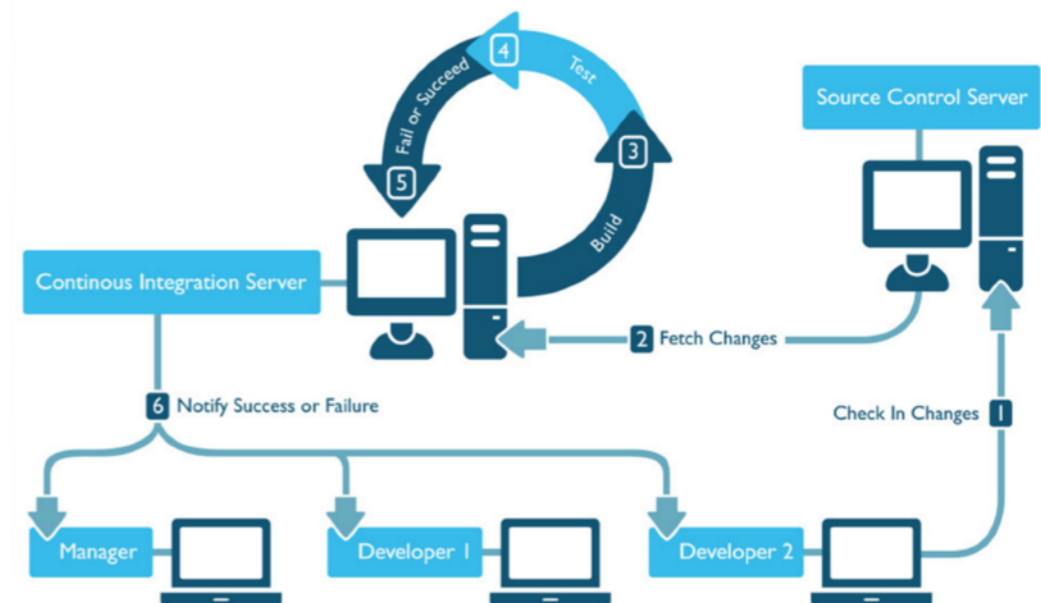 4
Test
Fail or Succeed
Source Control Server
3
5
Build
Continous Integration Server
2 Fetch Changes
6 Notify Success or Failure
Check In Changes 1
Manager
Developer 1
Developer 2